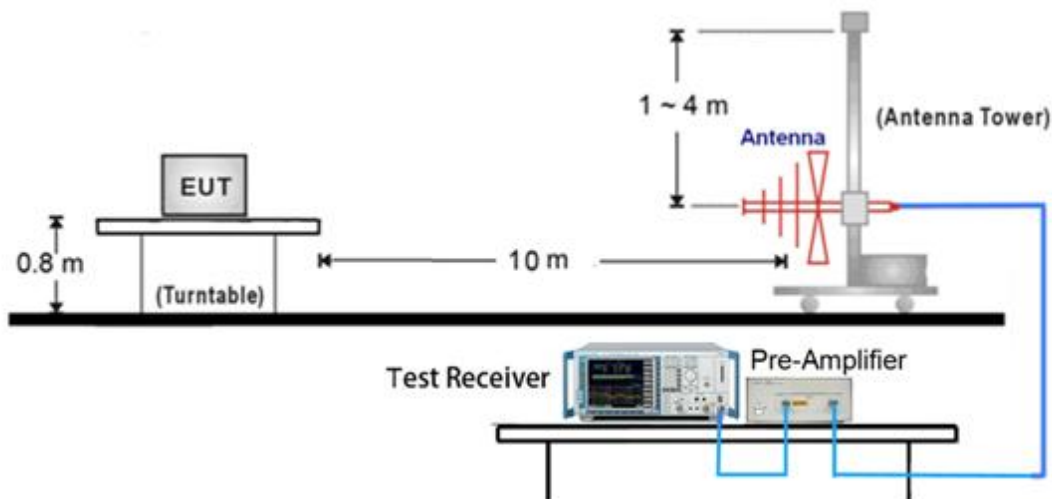 1 ~ 4 m
(Antenna Tower)
Antenna
EUT
0.8 m
10 m
(Turntable)
Test Receiver
Pre-Amplifier